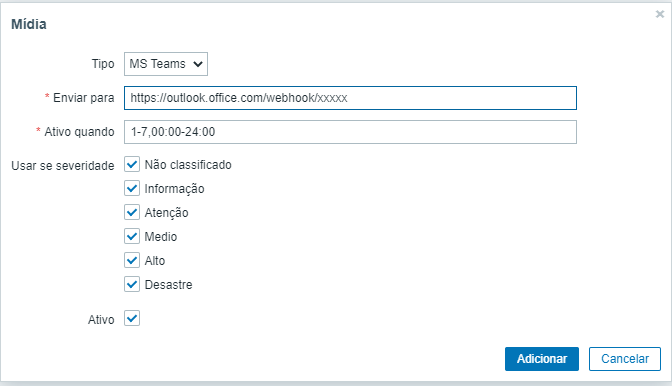 Mídia
×
Tipo MS Teams
* Enviar para https://outlook.office.com/webhook/xxxxx
* Ativo quando 1-7,00:00-24:00
Usar se severidade Não classificado
Informação
Atenção
Medio
Alto
Desastre
Ativo
Adicionar Cancelar